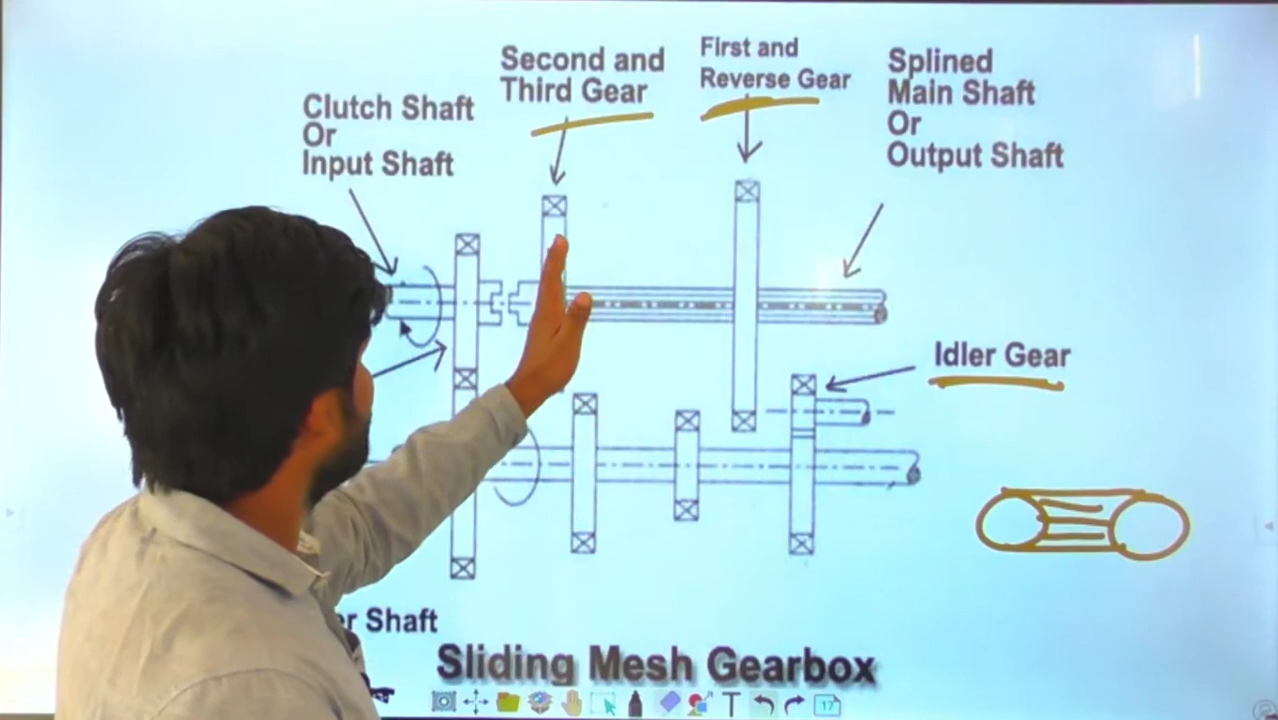 Second and
Third Gear
First and
Reverse Gear
Splined
Main Shaft
Or
Output Shaft
Clutch Shaft
Or
Input Shaft
Idler Gear
Shaft
Sliding Mesh Gearbox
T
17